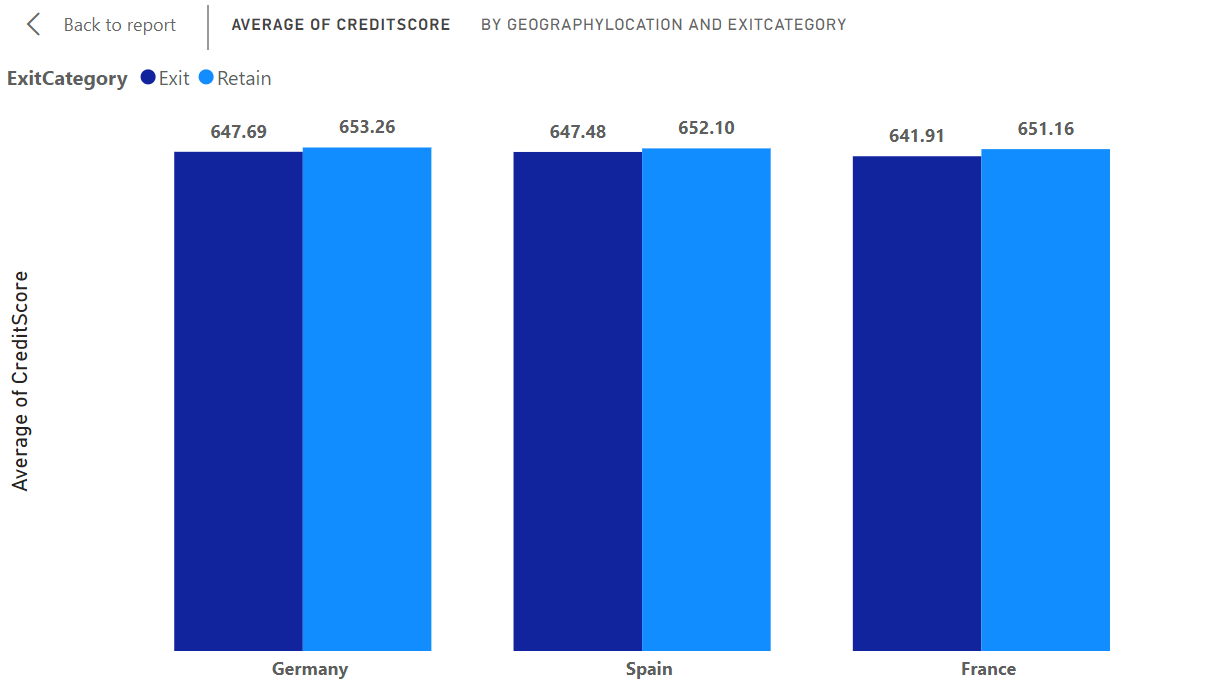 Back to report
AVERAGE OF CREDITSCORE BY GEOGRAPHYLOCATION AND EXITCATEGORY
ExitCategory Exit Retain
647.69 653.26 647.48 652.10 641.91 651.16
Average of CreditScore
Germany Spain France